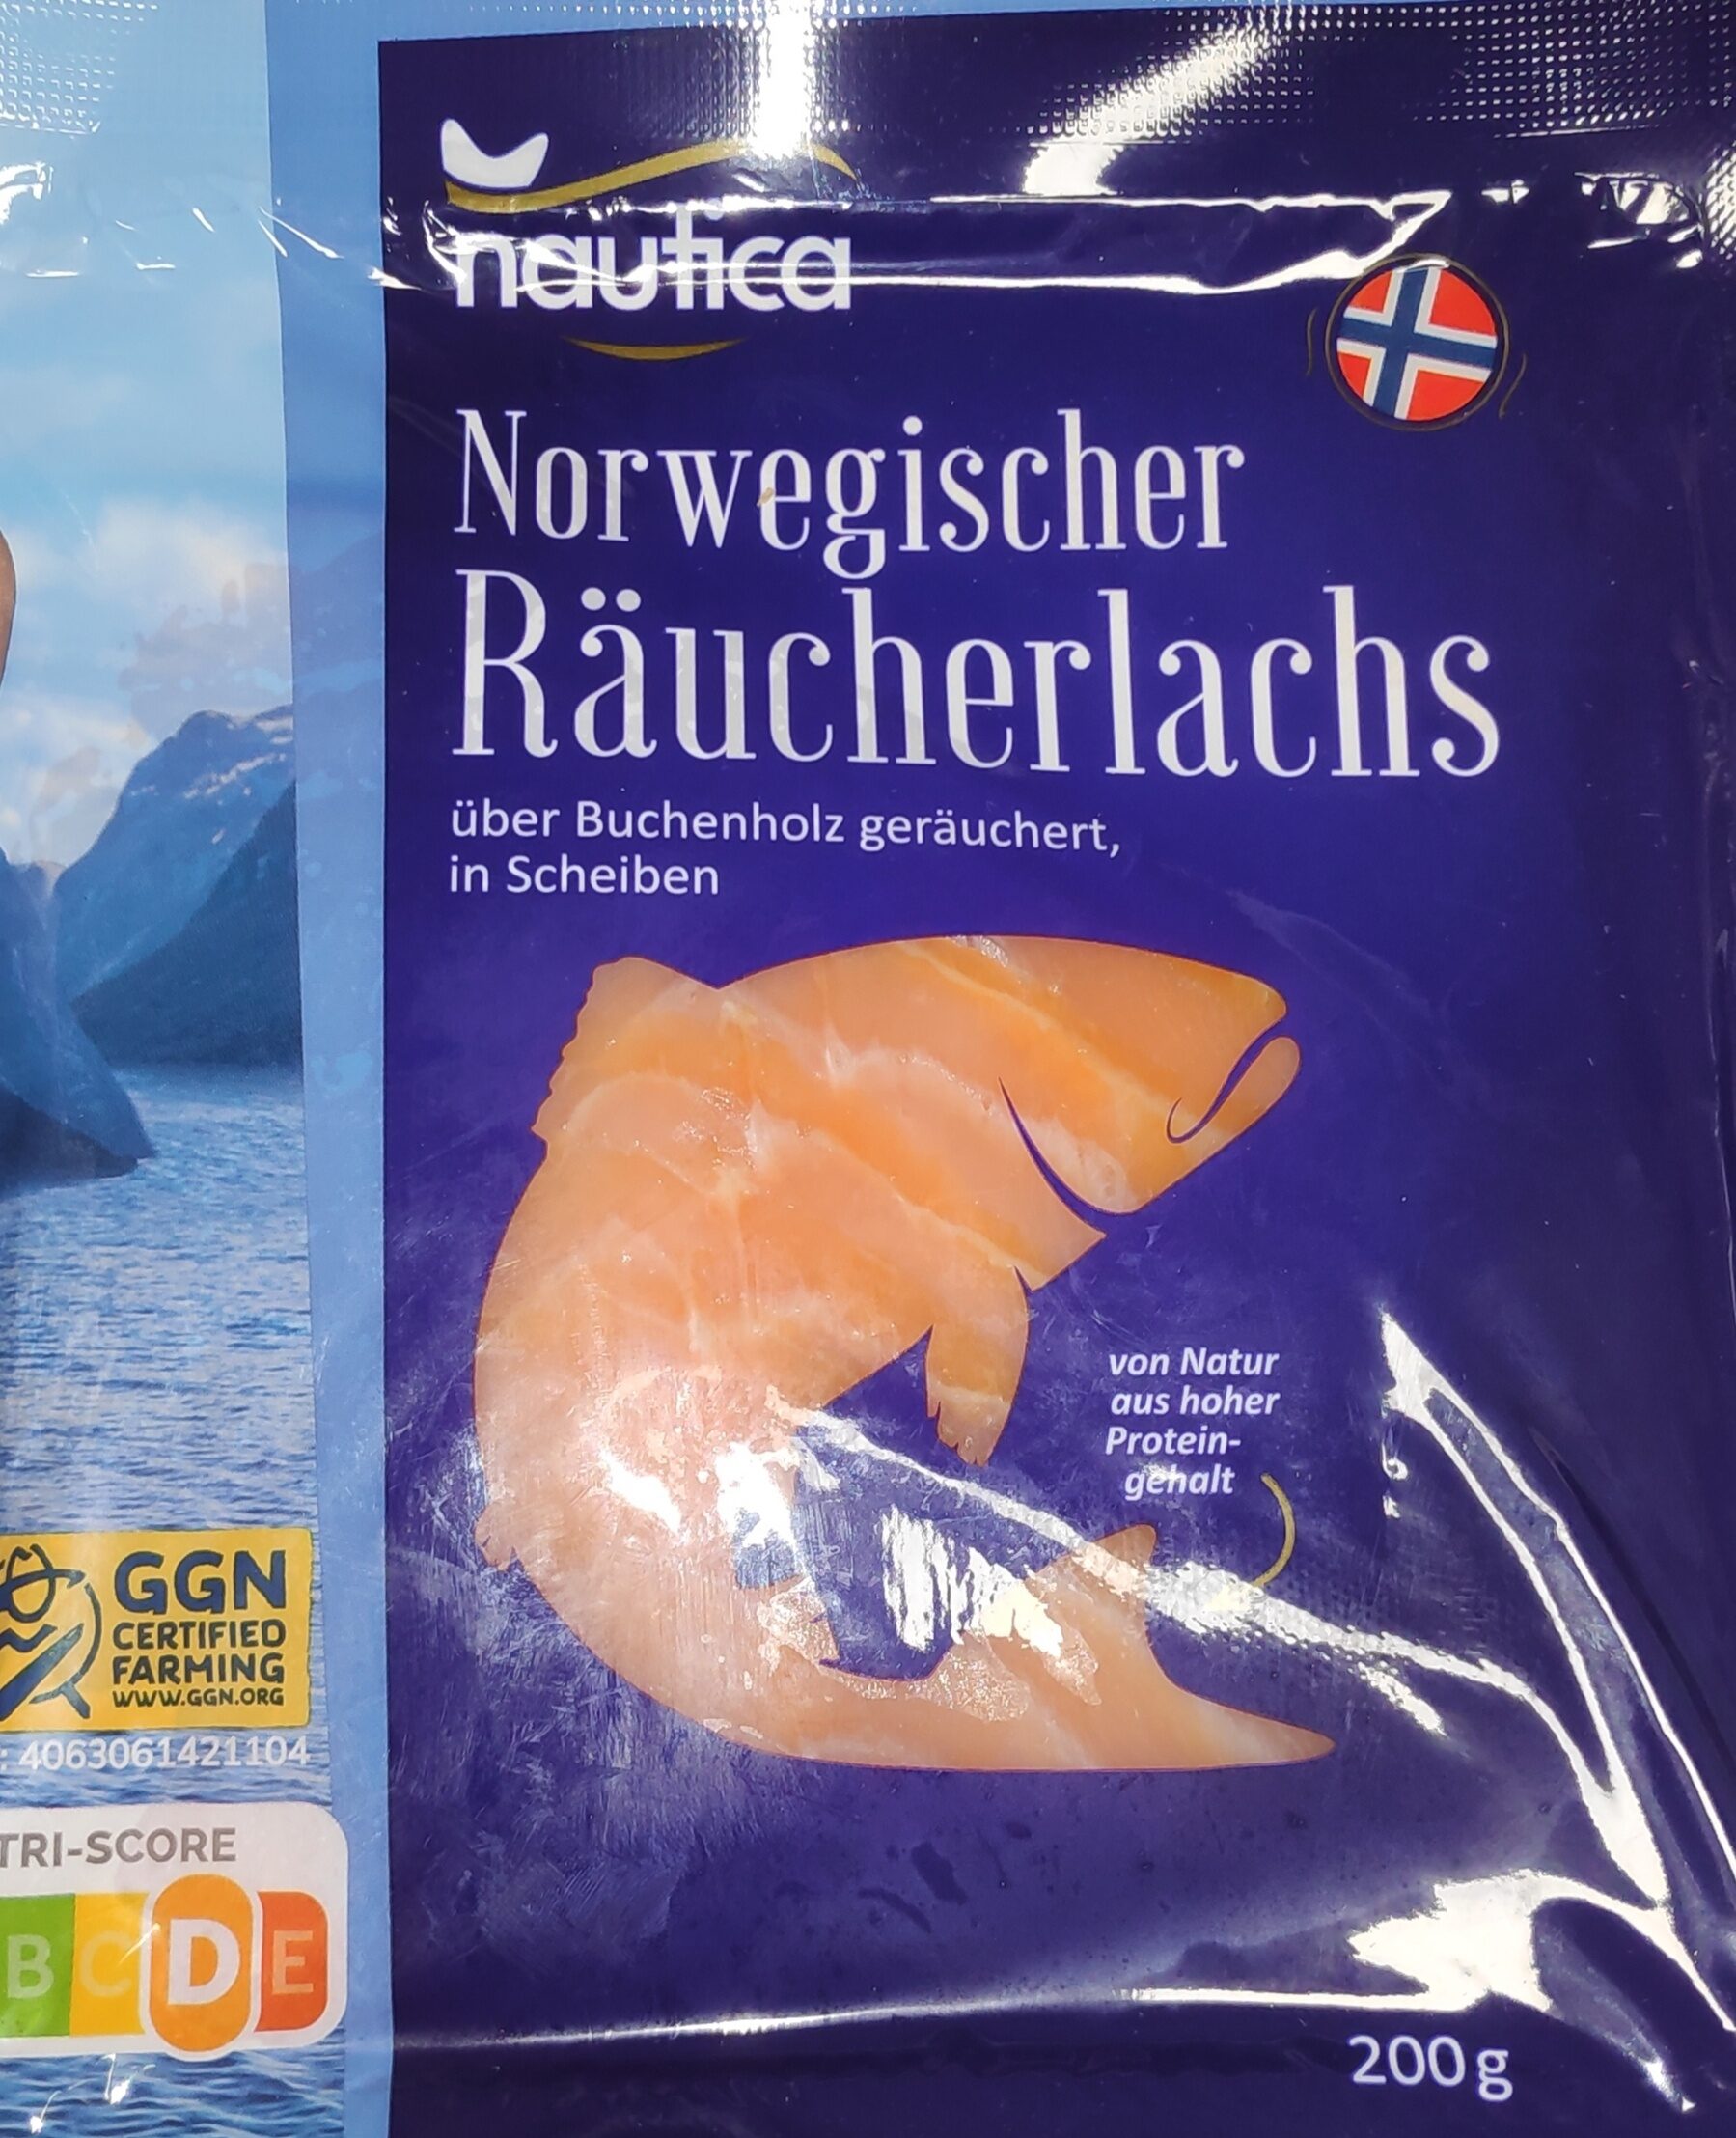 nautica
Norwegischer
Räucherlachs
über Buchenholz geräuchert,
in Scheiben
von Natur
aus hoher
Protein-
gehalt
GGN
CERTIFIED
FARMING
WWW.GGN.ORG
: 4063061421104
TRI-SCORE
B C D E
200 g